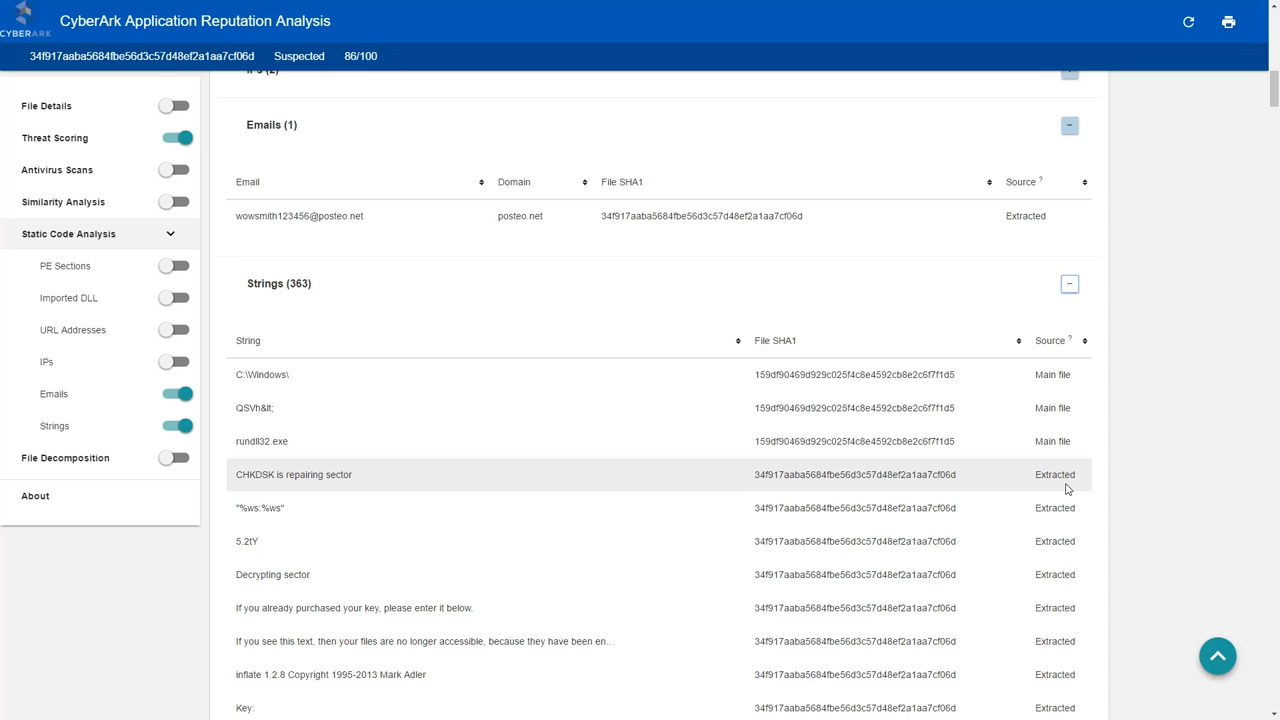 CYBERARK
CyberArk Application Reputation Analysis
34f917aaba5684fbe56d3c57d48ef2a1aa7cf06d Suspected 86/100
File Details
Threat Scoring
Antivirus Scans
Similarity Analysis
Static Code Analysis
PE Sections
Imported DLL
URL Addresses
IPs
Emails
Strings
File Decomposition
About
IPs (2)
Emails (1)
Email Domain File SHA1 Source ?
wowsmith123456@posteo.net posteo.net 34f917aaba5684fbe56d3c57d48ef2a1aa7cf06d Extracted
Strings (363)
String File SHA1 Source ?
C:\Windows\ 159df90469d929c025f4c8e4592cb8e2c6f7f1d5 Main file
QSVh&lt; 159df90469d929c025f4c8e4592cb8e2c6f7f1d5 Main file
rundll32.exe 159df90469d929c025f4c8e4592cb8e2c6f7f1d5 Main file
CHKDSK is repairing sector 34f917aaba5684fbe56d3c57d48ef2a1aa7cf06d Extracted
"%ws:%ws" 34f917aaba5684fbe56d3c57d48ef2a1aa7cf06d Extracted
5.2tY 34f917aaba5684fbe56d3c57d48ef2a1aa7cf06d Extracted
Decrypting sector 34f917aaba5684fbe56d3c57d48ef2a1aa7cf06d Extracted
If you already purchased your key, please enter it below. 34f917aaba5684fbe56d3c57d48ef2a1aa7cf06d Extracted
If you see this text, then your files are no longer accessible, because they have been en... 34f917aaba5684fbe56d3c57d48ef2a1aa7cf06d Extracted
inflate 1.2.8 Copyright 1995-2013 Mark Adler 34f917aaba5684fbe56d3c57d48ef2a1aa7cf06d Extracted
Key: 34f917aaba5684fbe56d3c57d48ef2a1aa7cf06d Extracted